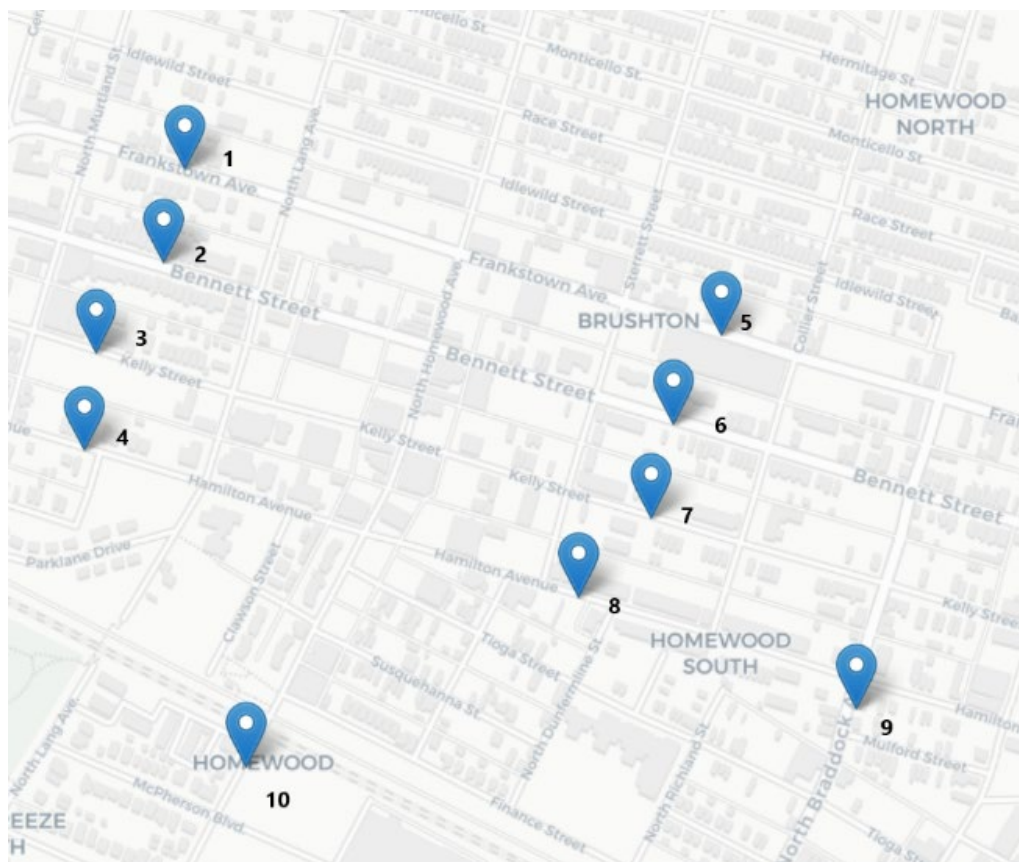 Monticello St.
Idlewild Street
Monticello St.
Hermitage St
North Murtland St.
HOMEWOOD
NORTH
1
Race Street
Monticello St.
Frankstown Ave
North Lang Ave.
Idlewild Street
Race Street
2
Sterrett Street
Bennett Street
Frankstown Ave.
Collier Street
Idlewild Street
BRUSHTON
5
3
Kelly Street
North Homewood Ave.
Bennett Street
6
4
Kelly Street
Kelly Street
Bennett Street
Hamilton Avenue
7
Parklane Drive
Hamilton Avenue
Clawson Street
8
Kelly Street
Tioga Street
HOMEWOOD
SOUTH
Susquehanna St.
North Dunfermline St.
Hamilton
9
North Lang Ave.
Mulford Street
HOMEWOOD
North Richland St.
North Braddock
McPherson Blvd
10
Finance Street
Tioga St
EEZE
H